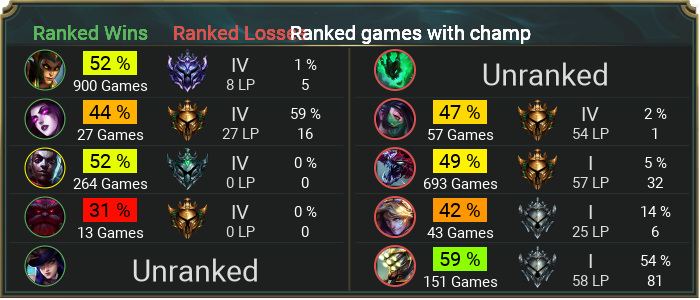 Ranked Wins Ranked Losses Ranked games with champ
52 % IV 1 %
900 Games 8 LP 5
44 % IV 59 %
27 Games 27 LP 16
52 % IV 0 %
264 Games 0 LP 0
31 % IV 0 %
13 Games 0 LP 0
Unranked
Unranked
47 % IV 2 %
57 Games 54 LP 1
49 % I 5 %
693 Games 57 LP 32
42 % I 14 %
43 Games 25 LP 6
59 % I 54 %
151 Games 58 LP 81